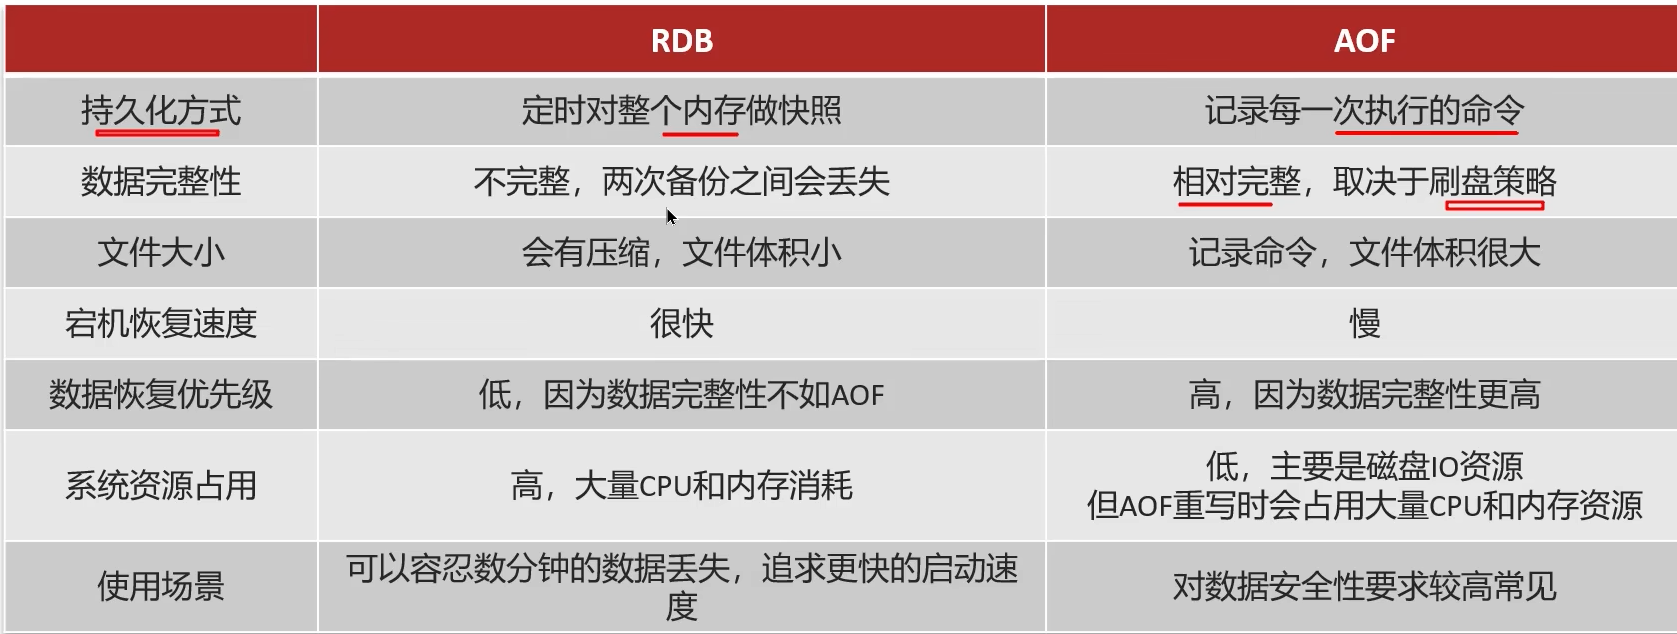 RDB
AOF
持久化方式
定时对整个内存做快照
记录每一次执行的命令
数据完整性
不完整，两次备份之间会丢失
相对完整，取决于刷盘策略
文件大小
会有压缩，文件体积小
记录命令，文件体积很大
宕机恢复速度
很快
慢
数据恢复优先级
低，因为数据完整性不如AOF
高，因为数据完整性更高
系统资源占用
高，大量CPU和内存消耗
低，主要是磁盘IO资源
但AOF重写时会占用大量CPU和内存资源
使用场景
可以容忍数分钟的数据丢失，追求更快的启动速
度
对数据安全性要求较高常见